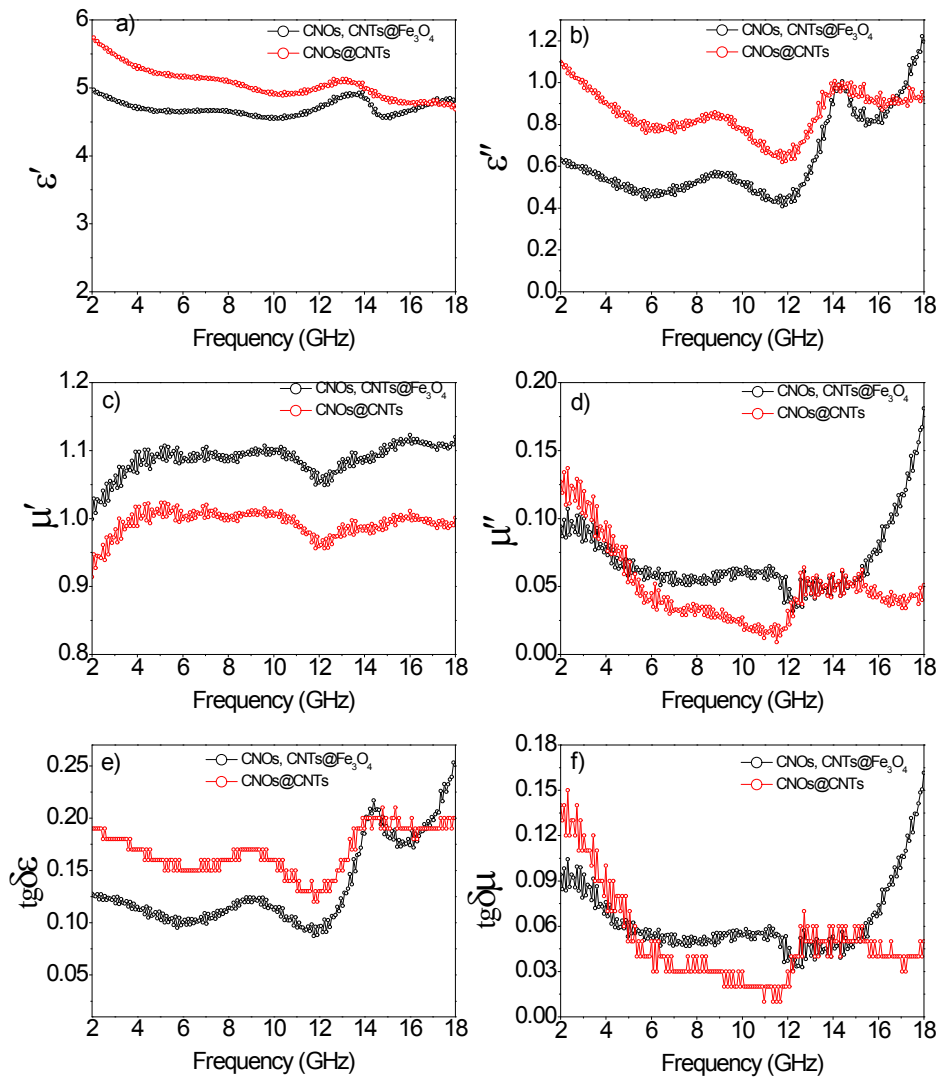 a)
CNOs, CNTs@Fe₃O₄
CNOs@CNTs
6
5
4
3
2
ε′
2 4 6 8 10 12 14 16 18
Frequency (GHz)
b)
CNOs, CNTs@Fe₃O₄
CNOs@CNTs
1.2
1.0
0.8
0.6
0.4
0.2
0.0
ε″
2 4 6 8 10 12 14 16 18
Frequency (GHz)
c)
CNOs, CNTs@Fe₃O₄
CNOs@CNTs
1.2
1.1
1.0
0.9
0.8
μ′
2 4 6 8 10 12 14 16 18
Frequency (GHz)
d)
CNOs, CNTs@Fe₃O₄
CNOs@CNTs
0.20
0.15
0.10
0.05
0.00
μ″
2 4 6 8 10 12 14 16 18
Frequency (GHz)
e)
CNOs, CNTs@Fe₃O₄
CNOs@CNTs
0.25
0.20
0.15
0.10
0.05
tgδε
2 4 6 8 10 12 14 16 18
Frequency (GHz)
f)
CNOs, CNTs@Fe₃O₄
CNOs@CNTs
0.18
0.15
0.12
0.09
0.06
0.03
0.00
tgδμ
2 4 6 8 10 12 14 16 18
Frequency (GHz)